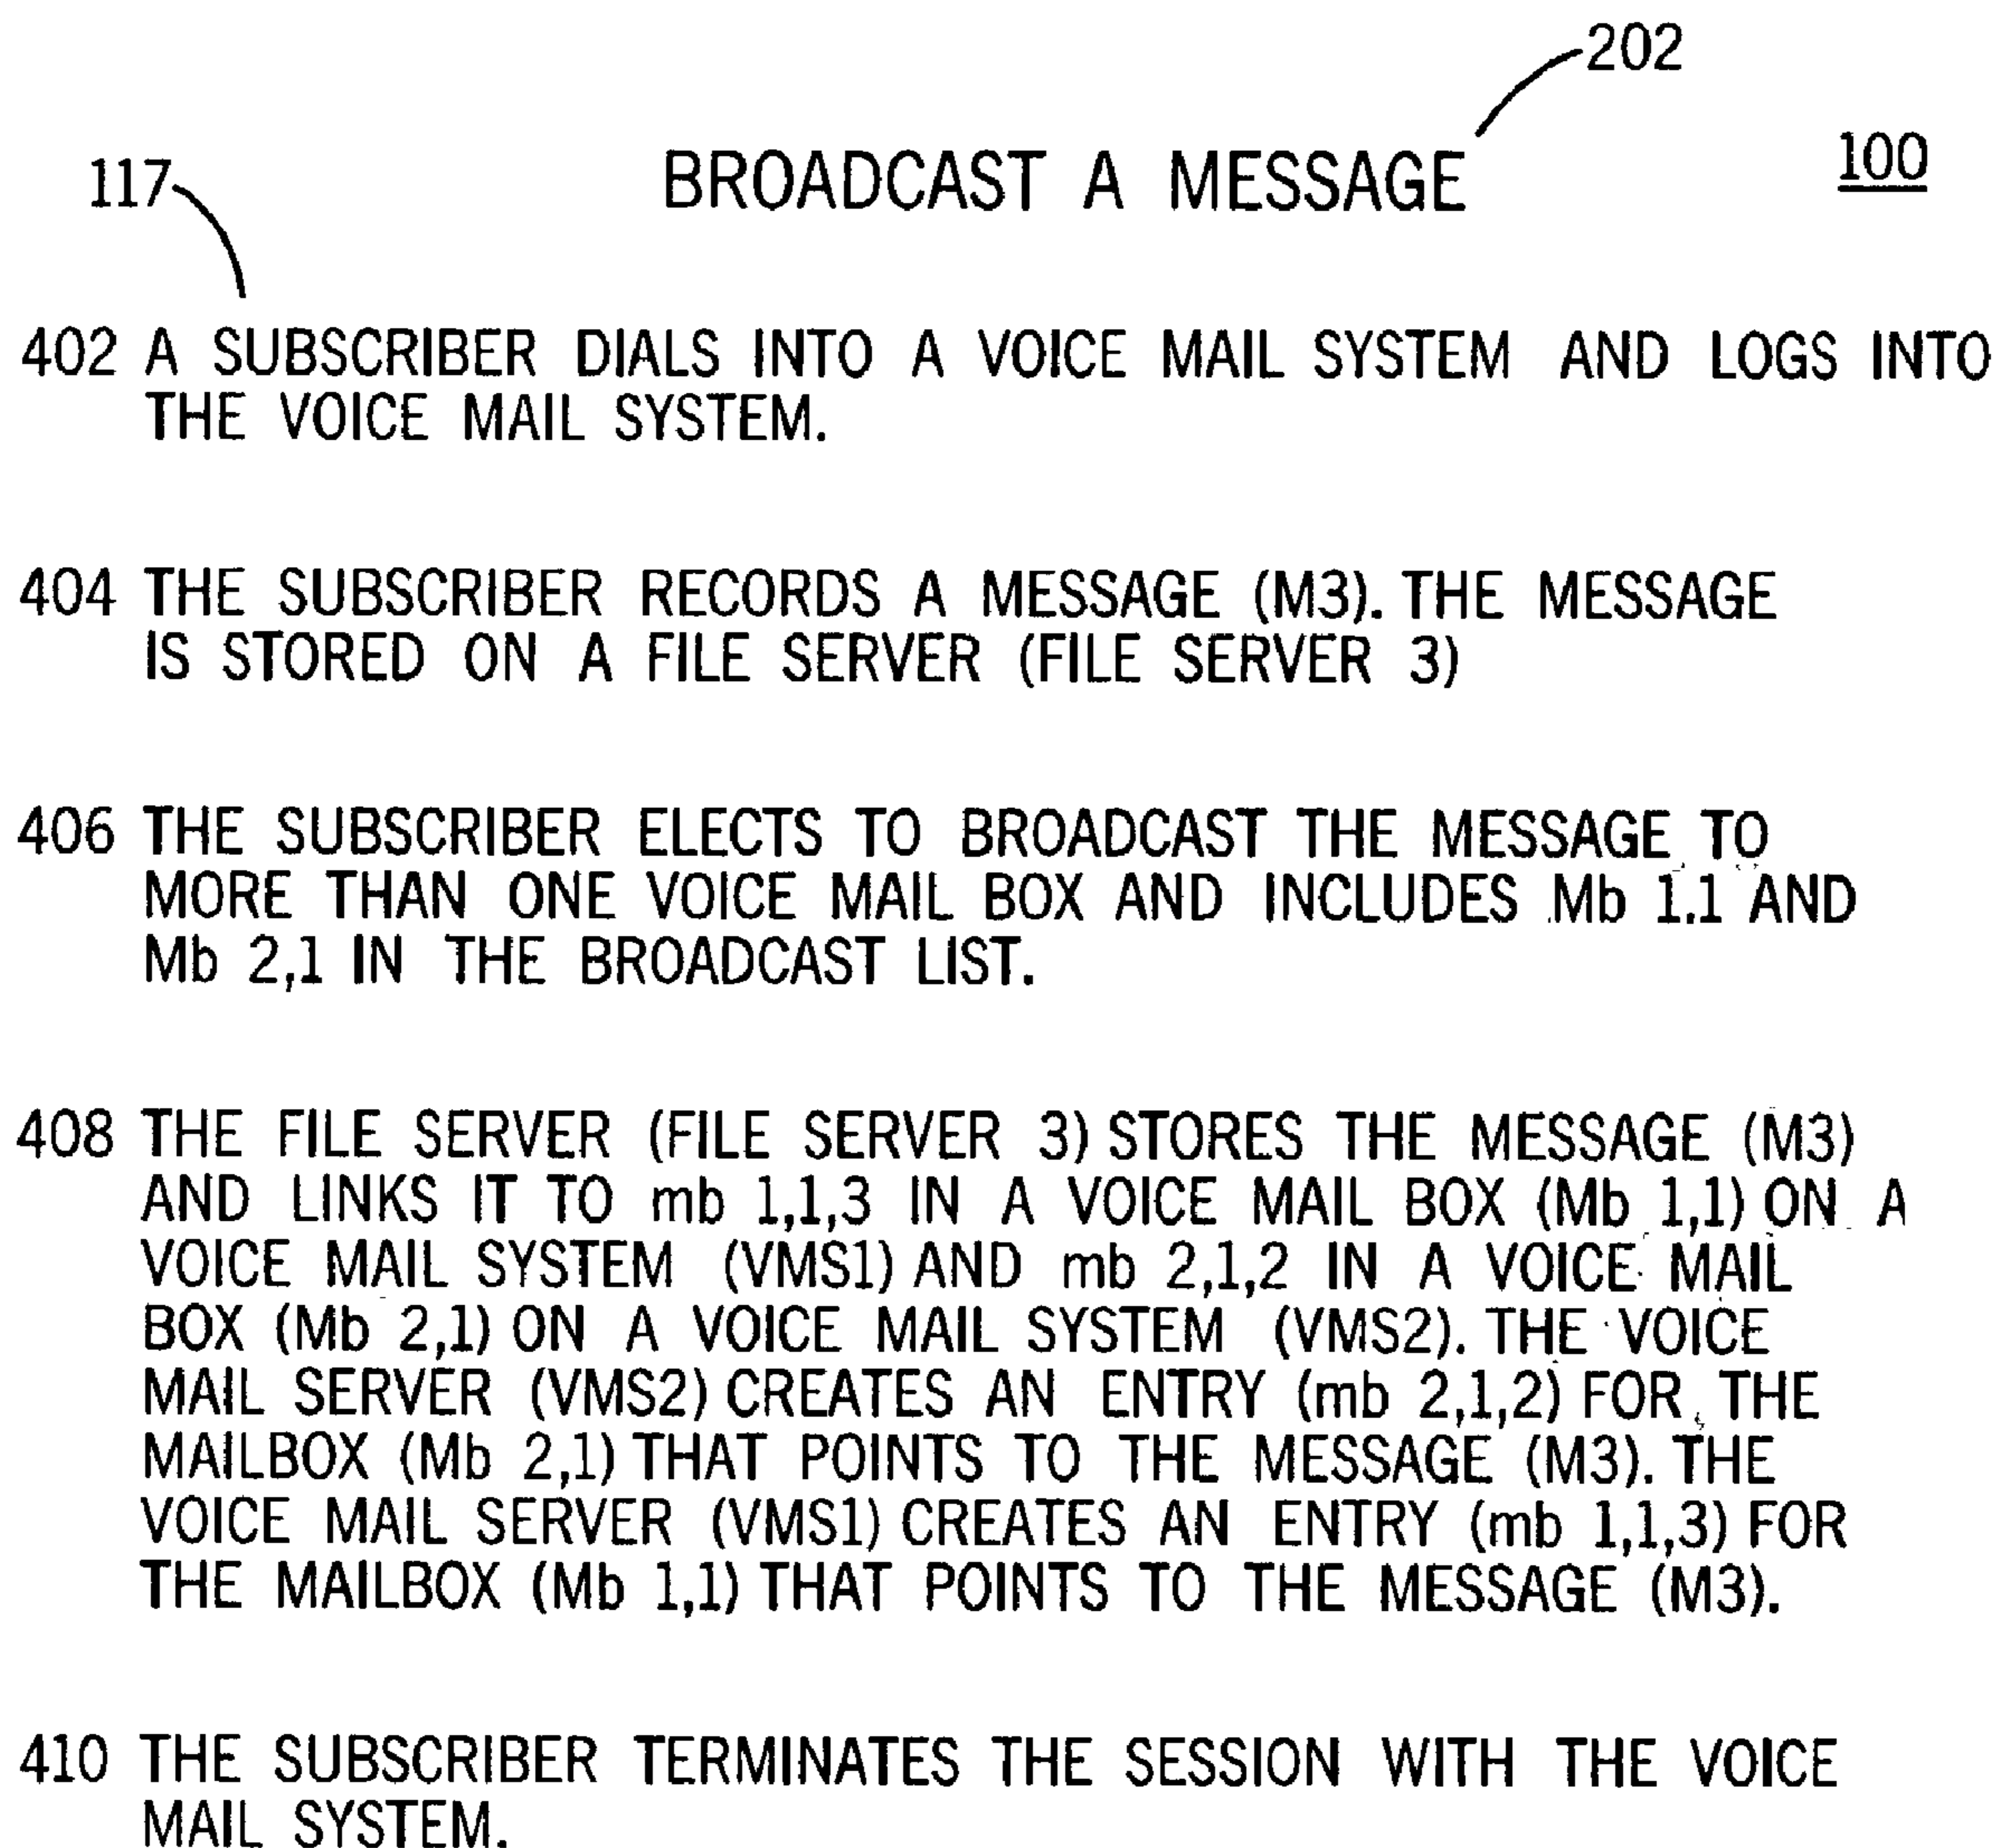 202
BROADCAST A MESSAGE
100
117
402 A SUBSCRIBER DIALS INTO A VOICE MAIL SYSTEM AND LOGS INTO
THE VOICE MAIL SYSTEM.
404 THE SUBSCRIBER RECORDS A MESSAGE (M3). THE MESSAGE
IS STORED ON A FILE SERVER (FILE SERVER 3)
406 THE SUBSCRIBER ELECTS TO BROADCAST THE MESSAGE TO
MORE THAN ONE VOICE MAIL BOX AND INCLUDES Mb 1.1 AND
Mb 2,1 IN THE BROADCAST LIST.
408 THE FILE SERVER (FILE SERVER 3) STORES THE MESSAGE (M3)
AND LINKS IT TO mb 1,1,3 IN A VOICE MAIL BOX (Mb 1,1) ON A
VOICE MAIL SYSTEM (VMS1) AND mb 2,1,2 IN A VOICE MAIL
BOX (Mb 2,1) ON A VOICE MAIL SYSTEM (VMS2). THE VOICE
MAIL SERVER (VMS2) CREATES AN ENTRY (mb 2,1,2) FOR THE
MAILBOX (Mb 2,1) THAT POINTS TO THE MESSAGE (M3). THE
VOICE MAIL SERVER (VMS1) CREATES AN ENTRY (mb 1,1,3) FOR
THE MAILBOX (Mb 1,1) THAT POINTS TO THE MESSAGE (M3).
410 THE SUBSCRIBER TERMINATES THE SESSION WITH THE VOICE
MAIL SYSTEM.